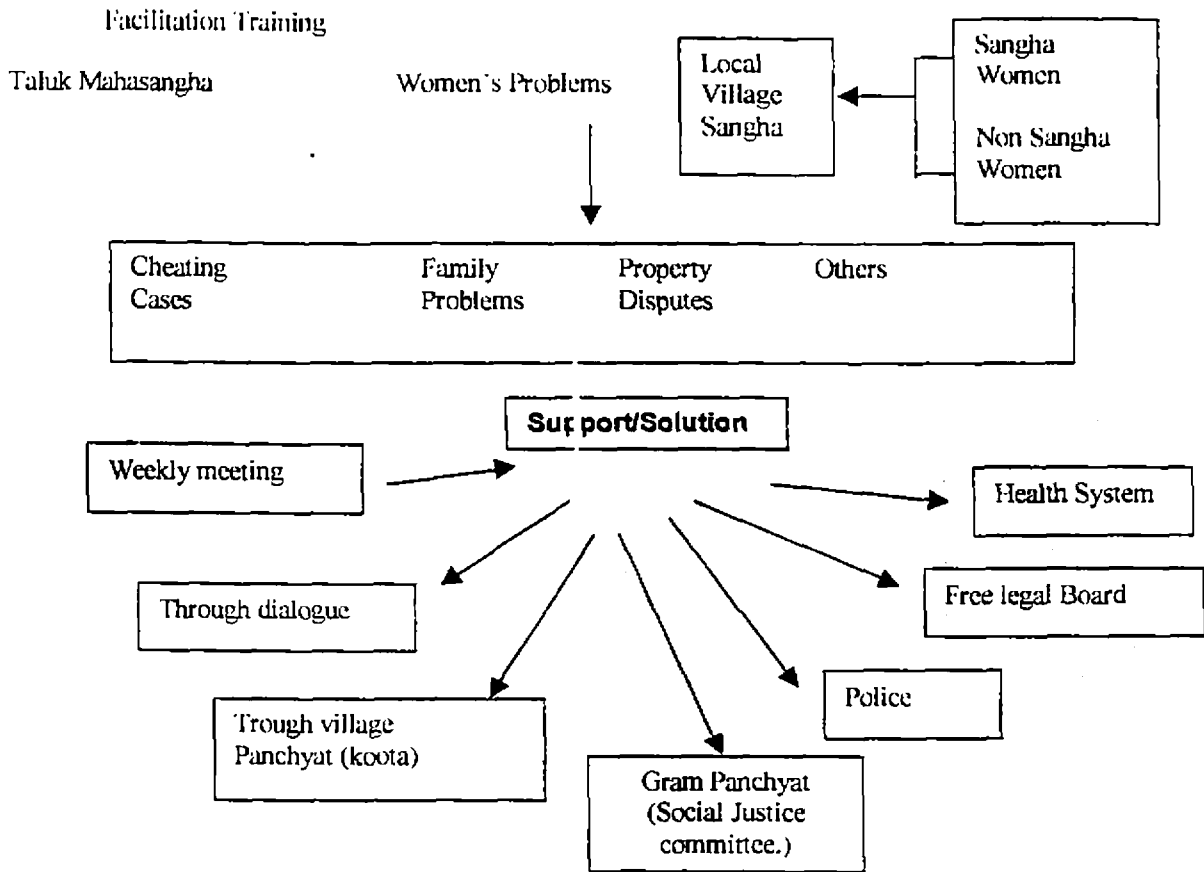 Facilitation Training
Taluk Mahasangha
Women's Problems
Local
Village
Sangha
Sangha
Women
Non Sangha
Women
Cheating
Cases
Family
Problems
Property
Disputes
Others
Support/Solution
Weekly meeting
Health System
Through dialogue
Free legal Board
Trough village
Panchyat (koota)
Police
Gram Panchyat
(Social Justice
committee.)